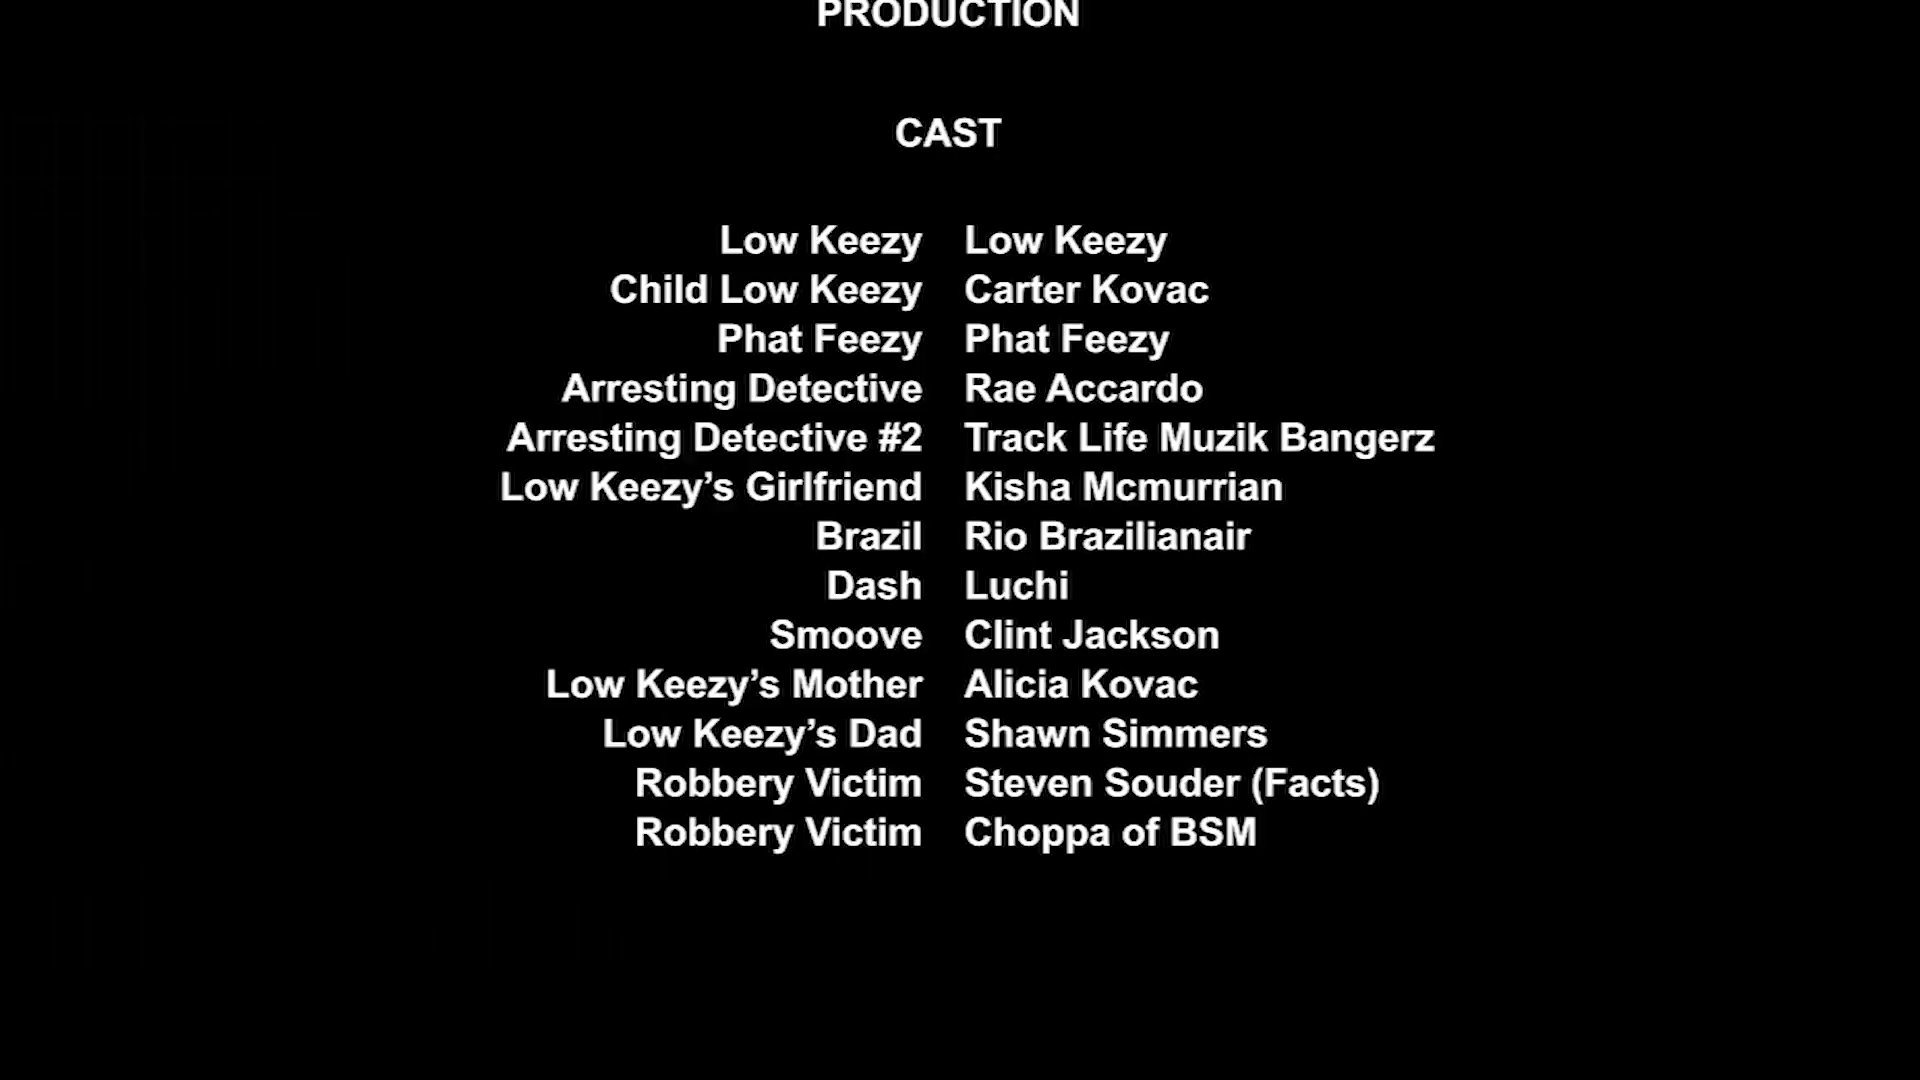 PRODUCTION
CAST
Low Keezy Low Keezy
Child Low Keezy Carter Kovac
Phat Feezy Phat Feezy
Arresting Detective Rae Accardo
Arresting Detective #2 Track Life Muzik Bangerz
Low Keezy’s Girlfriend Kisha Mcmurrian
Brazil Rio Brazilianair
Dash Luchi
Smoove Clint Jackson
Low Keezy’s Mother Alicia Kovac
Low Keezy’s Dad Shawn Simmers
Robbery Victim Steven Souder (Facts)
Robbery Victim Choppa of BSM